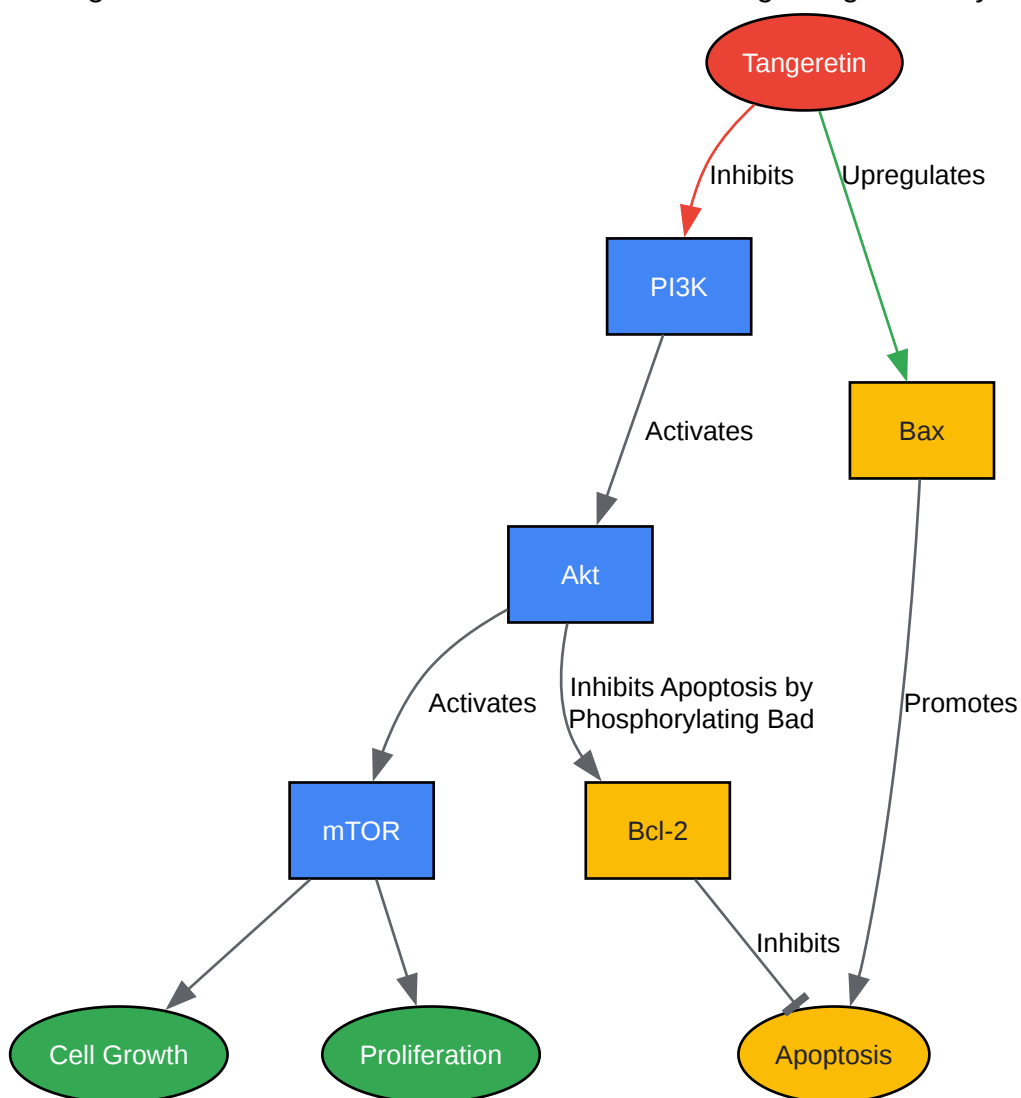 Tangeretin
Inhibits
Upregulates
PI3K
Activates
Bax
Akt
Activates
Inhibits Apoptosis by
Phosphorylating Bad
Promotes
mTOR
Bcl-2
Inhibits
Cell Growth
Proliferation
Apoptosis